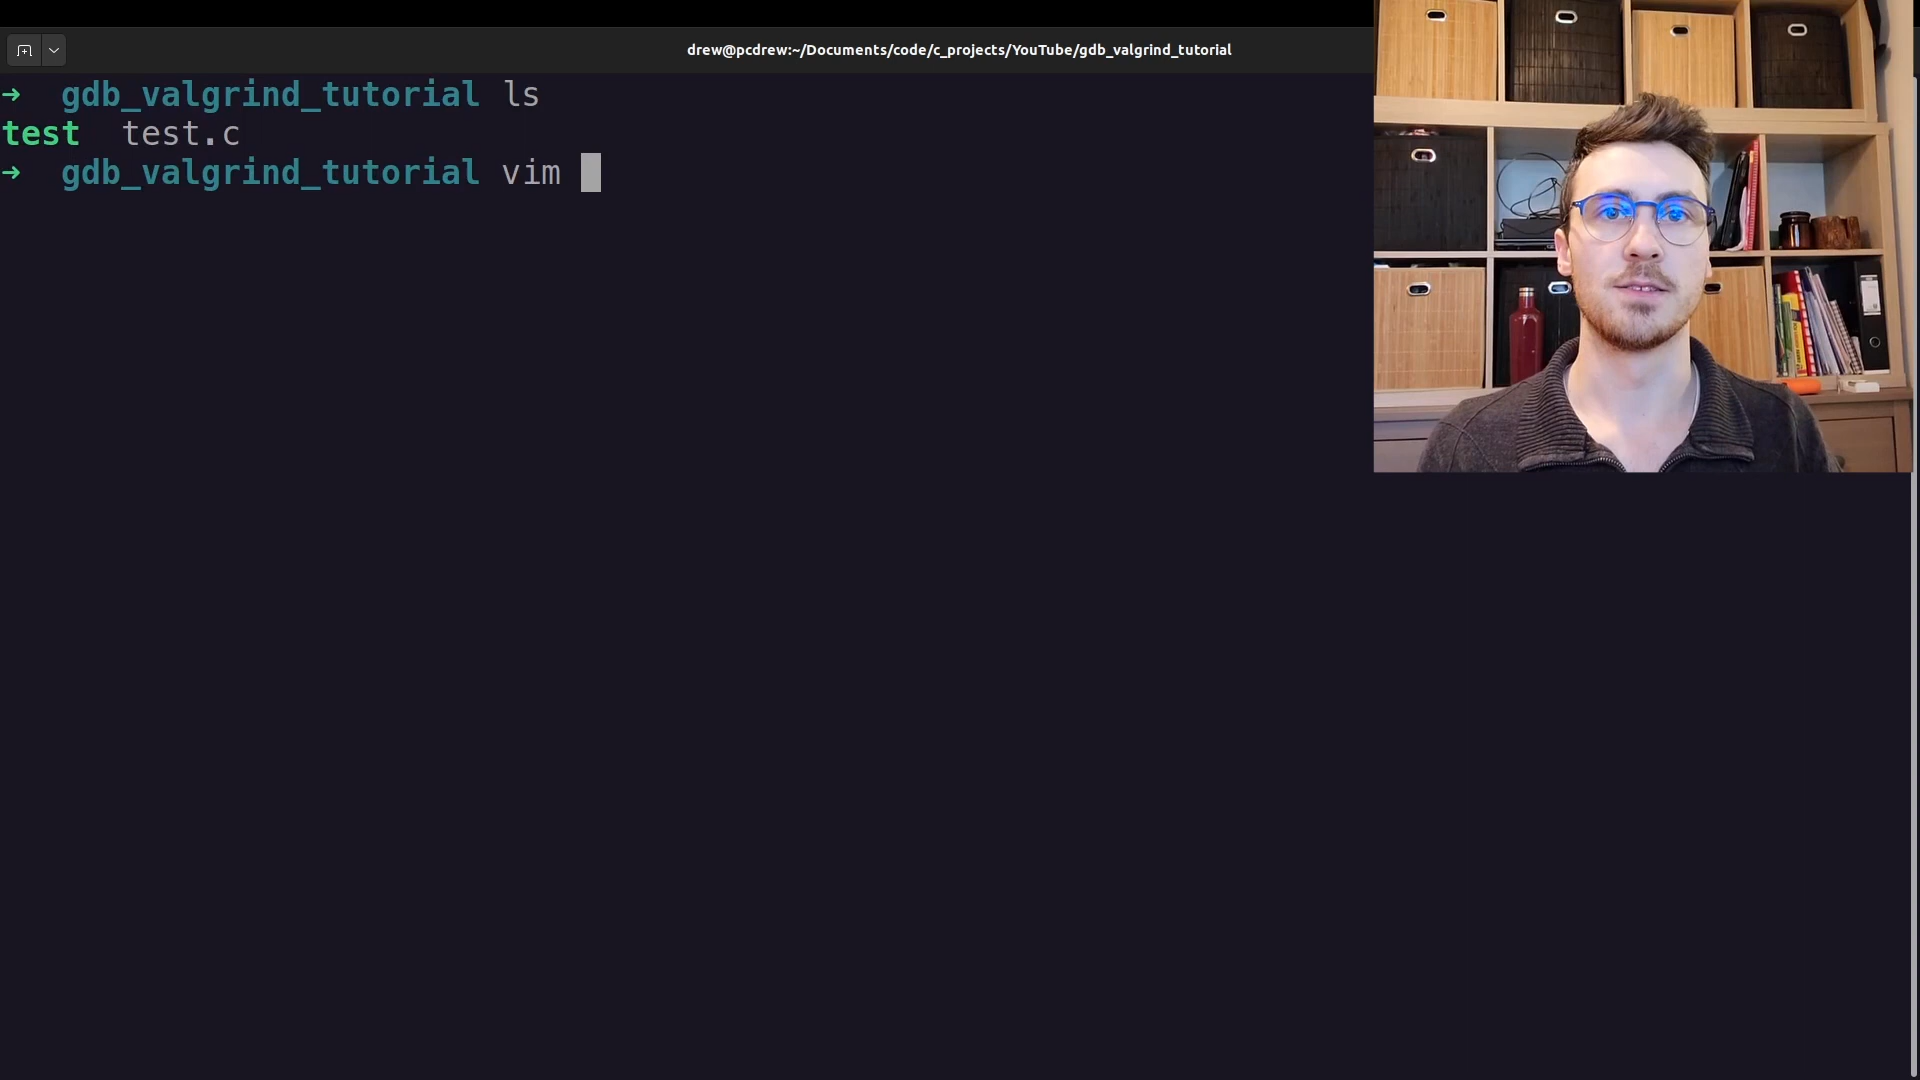 drew@pcdrew:~/Documents/code/c_projects/YouTube/gdb_valgrind_tutorial
→ gdb_valgrind_tutorial ls
test test.c
→ gdb_valgrind_tutorial vim